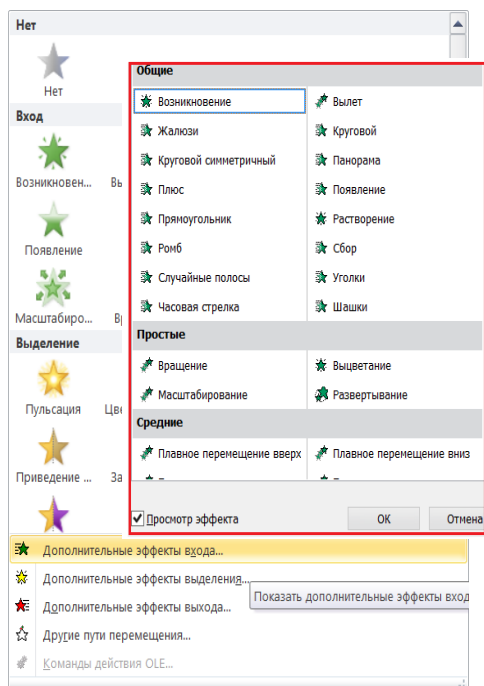 Нет
Нет
Вход
Возникновен...
Появление
Масштабиро...
Выделение
Пульсация
Приведение ...
Общие
Возникновение
Вылет
Жалюзи
Круговой
Круговой симметричный
Панорама
Плюс
Появление
Прямоугольник
Растворение
Ромб
Сбор
Случайные полосы
Уголки
Часовая стрелка
Шашки
Простые
Вращение
Выцветание
Масштабирование
Развертывание
Средние
Плавное перемещение вверх
Плавное перемещение вниз
Просмотр эффекта
ОК
Отмена
Дополнительные эффекты входа...
Дополнительные эффекты выделения...
Показать дополнительные эффекты вход
Дополнительные эффекты выхода...
Другие пути перемещения...
Команды действия OLE...